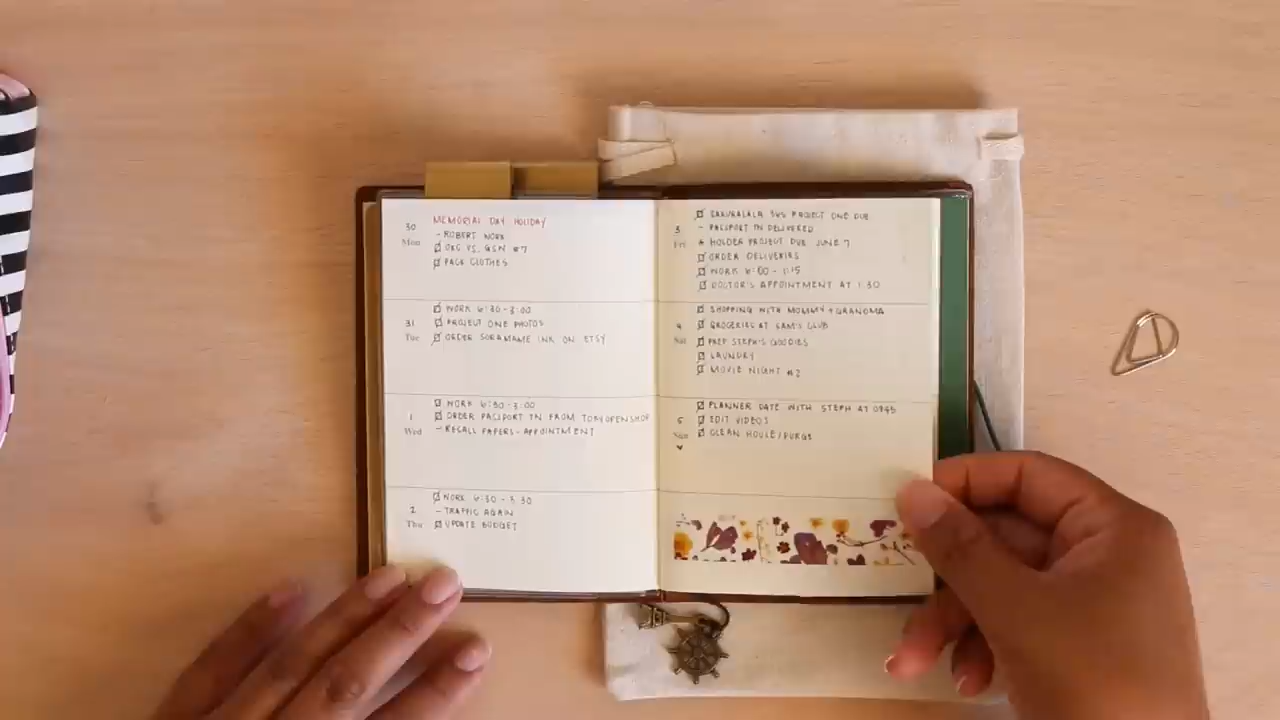 30
Mon
MEMORIAL DAY HOLIDAY
- ROBERT WORK
OKC VS. GSW #7
PACK CLOTHES
31
Tue
WORK 6:30 - 3:00
PROJECT ONE PHOTOS
ORDER SORAMAME INK ON ETSY
1
Wed
WORK 6:30 - 3:00
ORDER PASSPORT TN FROM TOKYOPENSHOP
- RECALL PAPERS - APPOINTMENT
2
Thu
WORK 6:30 - 3:30
- TRAFFIC AGAIN
UPDATE BUDGET
3
Fri
SAKURALALA PROJECT ONE DUE
- PASSPORT TN DELIVERED
HOLDER PROJECT DUE JUNE 7
ORDER DELIVERIES
WORK 6:00 - 1:15
DOCTOR'S APPOINTMENT AT 1:30
4
Sat
SHOPPING WITH MOMMY + GRANDMA
GROCERIES AT SAM'S CLUB
PREP STEPH'S GOODIES
LAUNDRY
MOVIE NIGHT #2
5
Sun
PLANNER DATE WITH STEPH AT 0945
EDIT VIDEOS
CLEAN HOUSE/PURGE